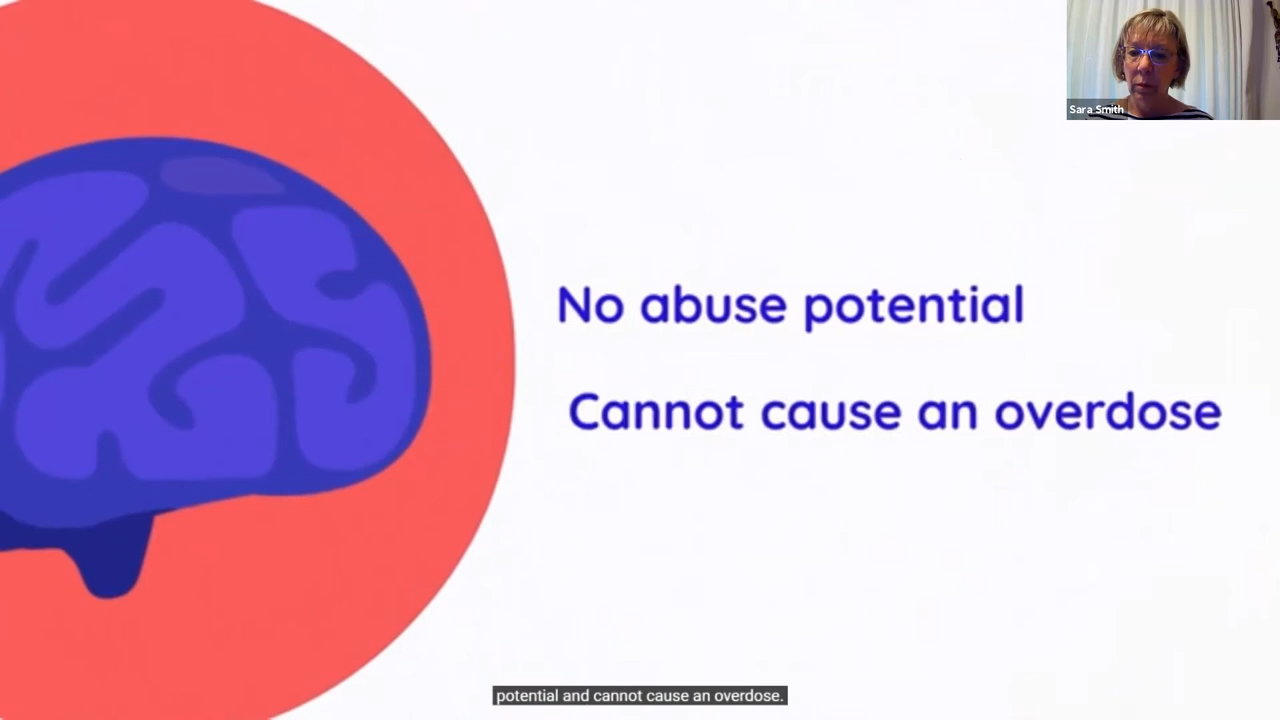 Sara Smith
No abuse potential
Cannot cause an overdose
potential and cannot cause an overdose.